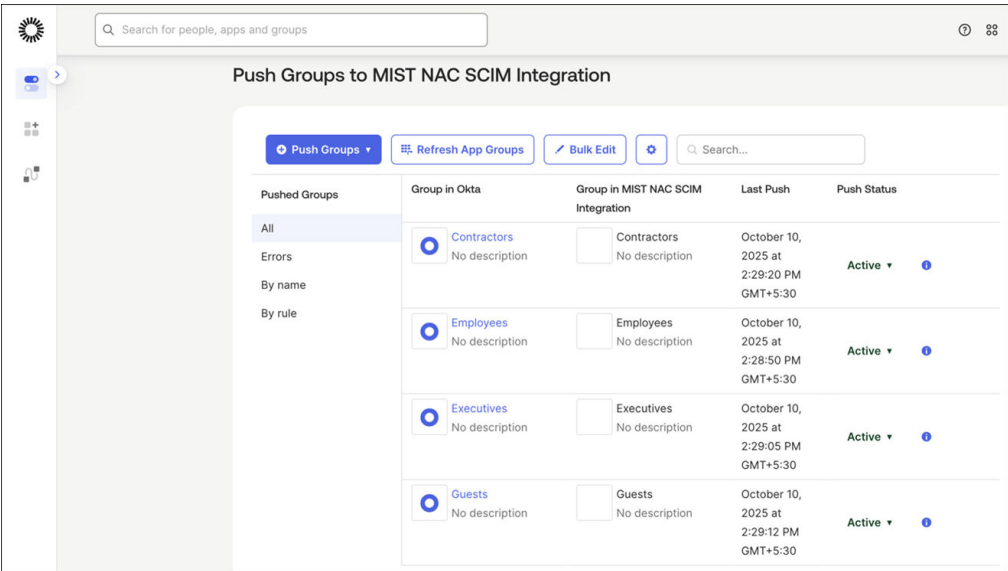 Search for people, apps and groups
Push Groups to MIST NAC SCIM Integration
Push Groups
Refresh App Groups
Bulk Edit
Search...
Pushed Groups
All
Errors
By name
By rule
Group in Okta
Group in MIST NAC SCIM
Integration
Last Push
Push Status
Contractors
No description
Contractors
No description
October 10,
2025 at
2:29:20 PM
GMT+5:30
Active
Employees
No description
Employees
No description
October 10,
2025 at
2:28:50 PM
GMT+5:30
Active
Executives
No description
Executives
No description
October 10,
2025 at
2:29:05 PM
GMT+5:30
Active
Guests
No description
Guests
No description
October 10,
2025 at
2:29:12 PM
GMT+5:30
Active